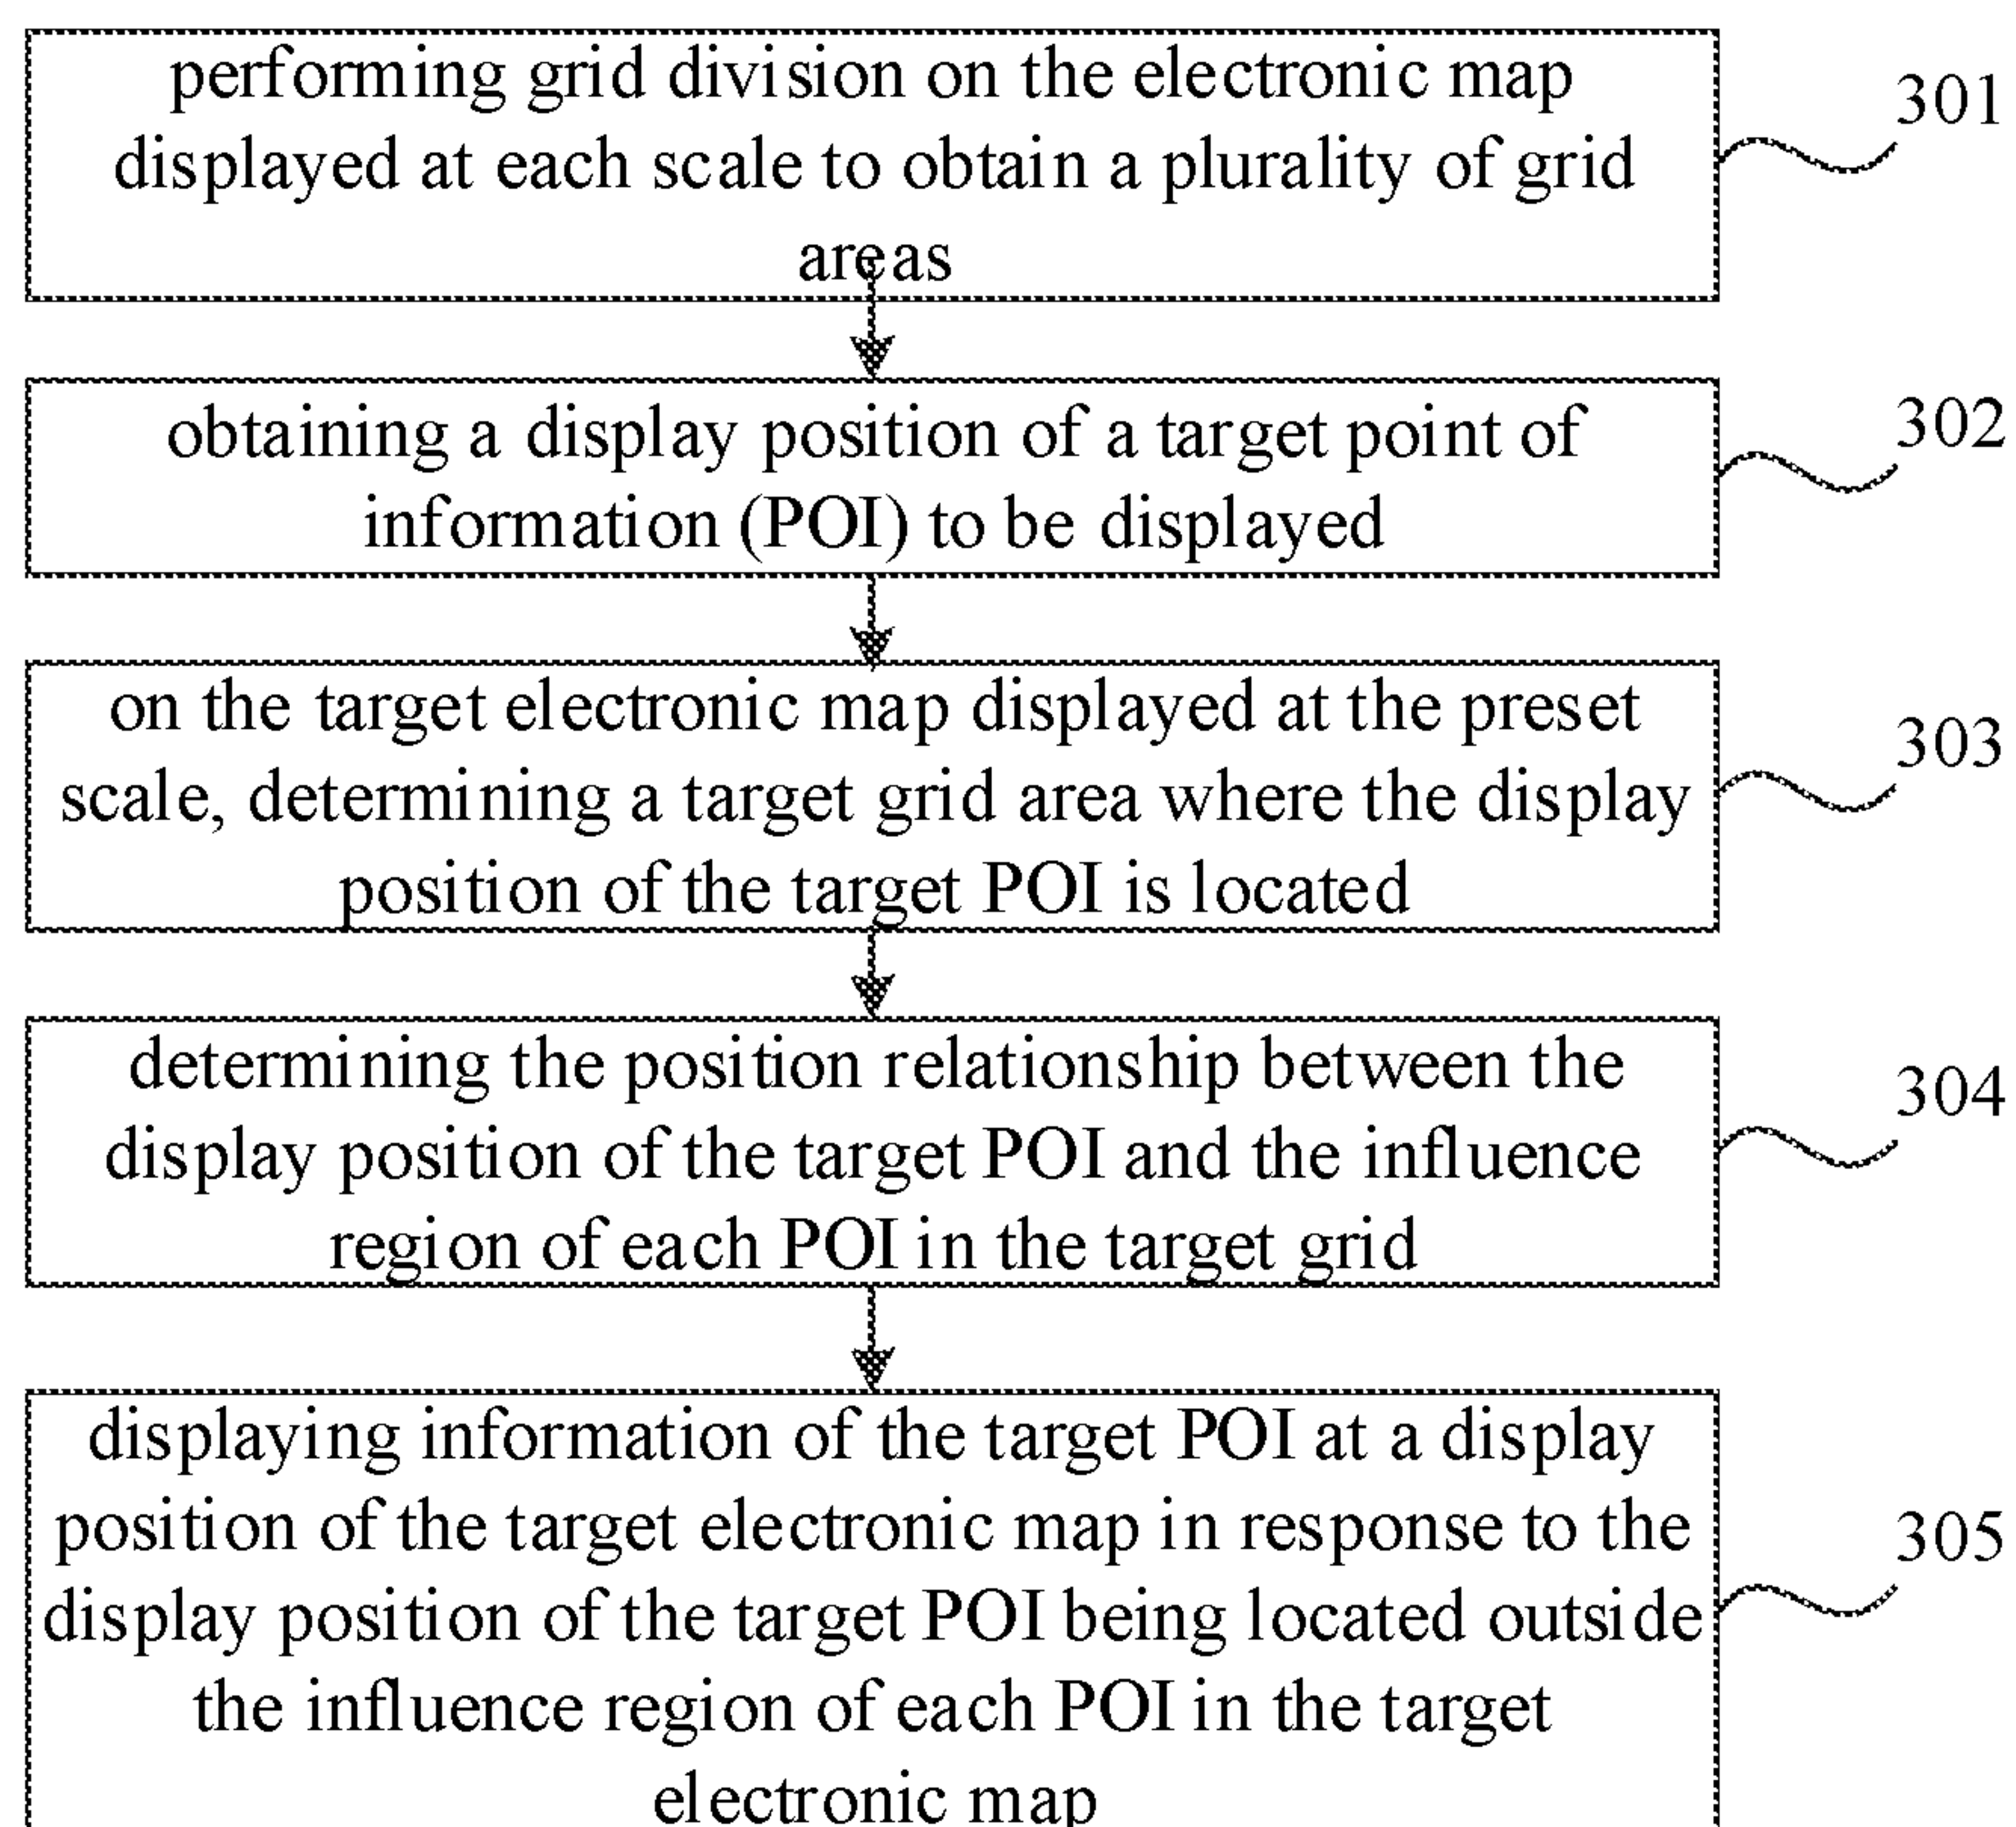 performing grid division on the electronic map
displayed at each scale to obtain a plurality of grid
areas
301
obtaining a display position of a target point of
information (POI) to be displayed
302
on the target electronic map displayed at the preset
scale, determining a target grid area where the display
position of the target POI is located
303
determining the position relationship between the
display position of the target POI and the influence
region of each POI in the target grid
304
displaying information of the target POI at a display
position of the target electronic map in response to the
display position of the target POI being located outside
the influence region of each POI in the target
electronic map
305